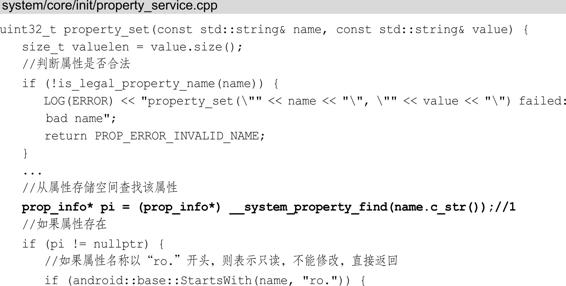 system/core/init/property_service.cpp
uint32_t property_set(const std::string& name, const std::string& value) {
size_t valuelen = value.size();
//判断属性是否合法
if (!is_legal_property_name(name)) {
LOG(ERROR) << "property_set(\"" << name << "\", \"" << value << "\") failed:
bad name";
return PROP_ERROR_INVALID_NAME;
}
...
//从属性存储空间查找该属性
prop_info* pi = (prop_info*) __system_property_find(name.c_str());//1
//如果属性存在
if (pi != nullptr) {
//如果属性名称以“ro.”开头，则表示只读，不能修改，直接返回
if (android::base::StartsWith(name, "ro.")) {